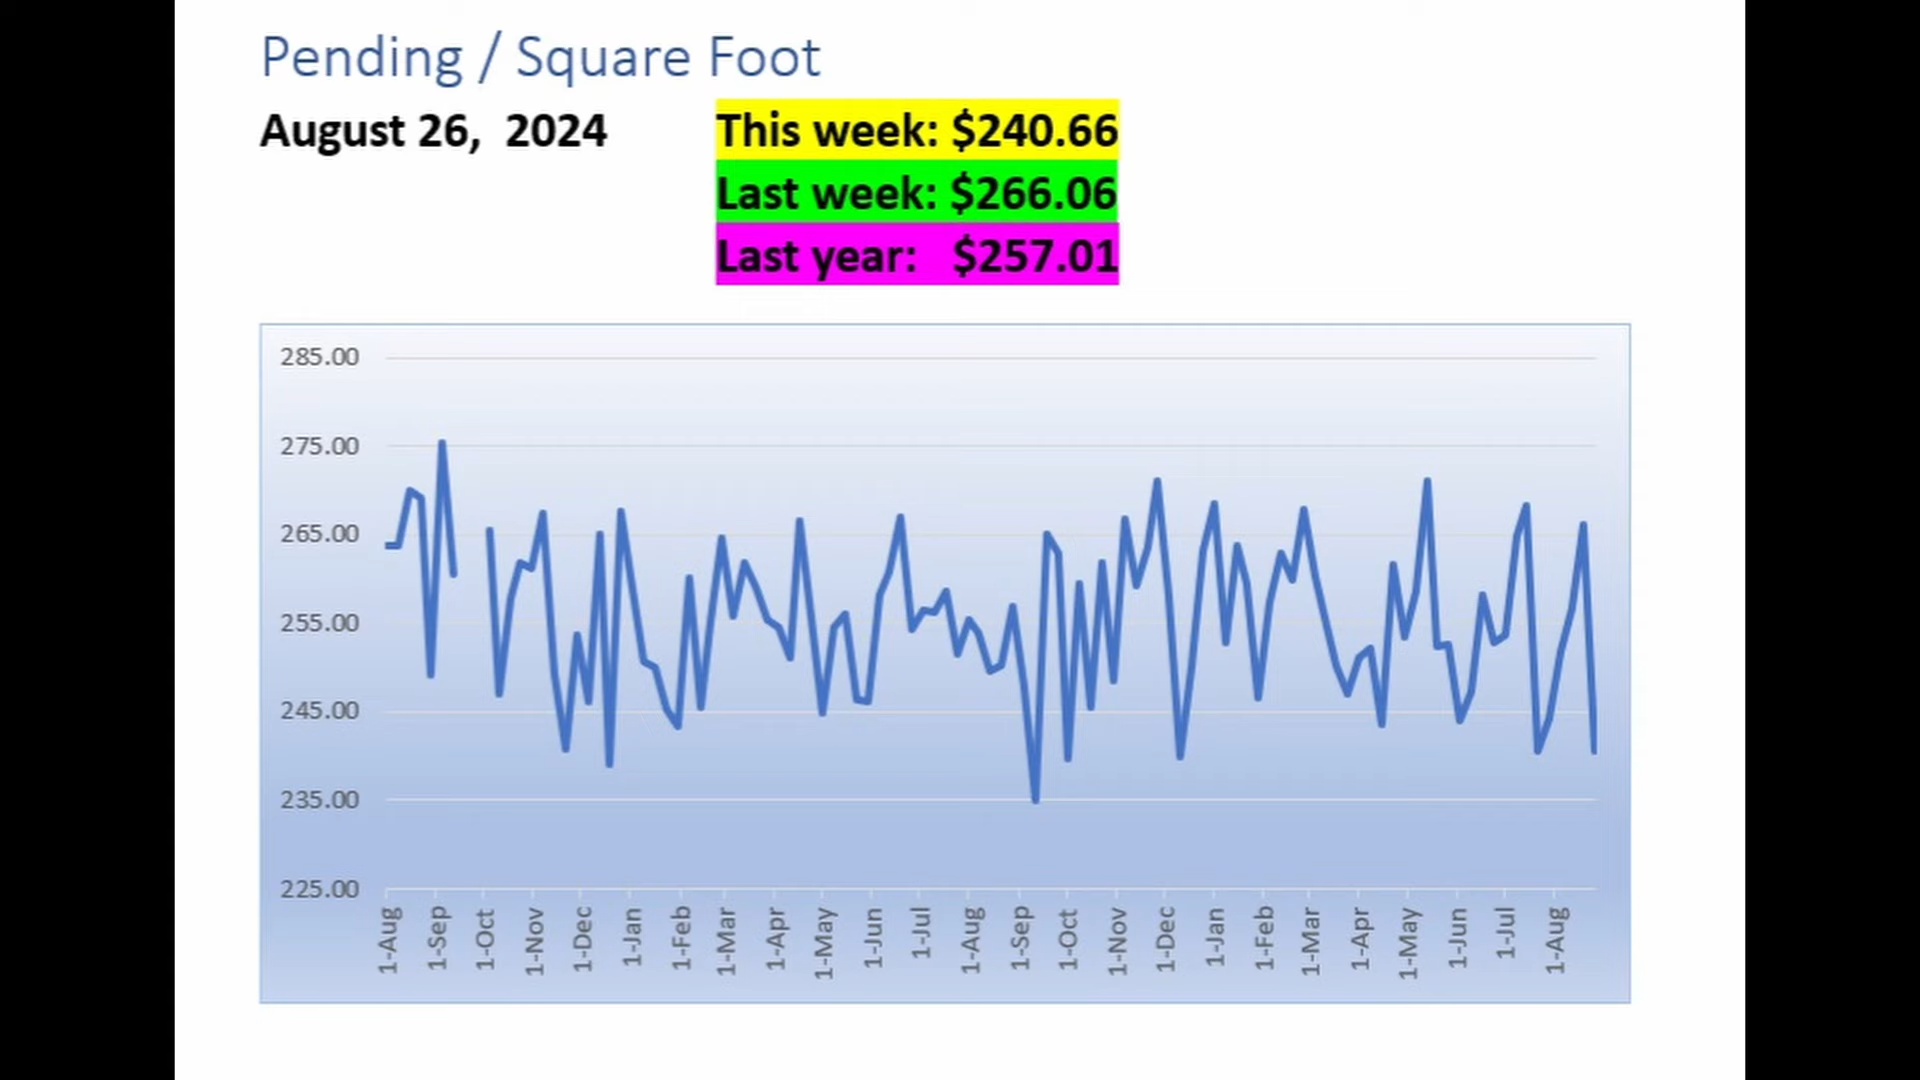 Pending / Square Foot
August 26, 2024
This week: $240.66
Last week: $266.06
Last year: $257.01
285.00
275.00
265.00
255.00
245.00
235.00
225.00
1-Aug
1-Sep
1-Oct
1-Nov
1-Dec
1-Jan
1-Feb
1-Mar
1-Apr
1-May
1-Jun
1-Jul
1-Aug
1-Sep
1-Oct
1-Nov
1-Dec
1-Jan
1-Feb
1-Mar
1-Apr
1-May
1-Jun
1-Jul
1-Aug